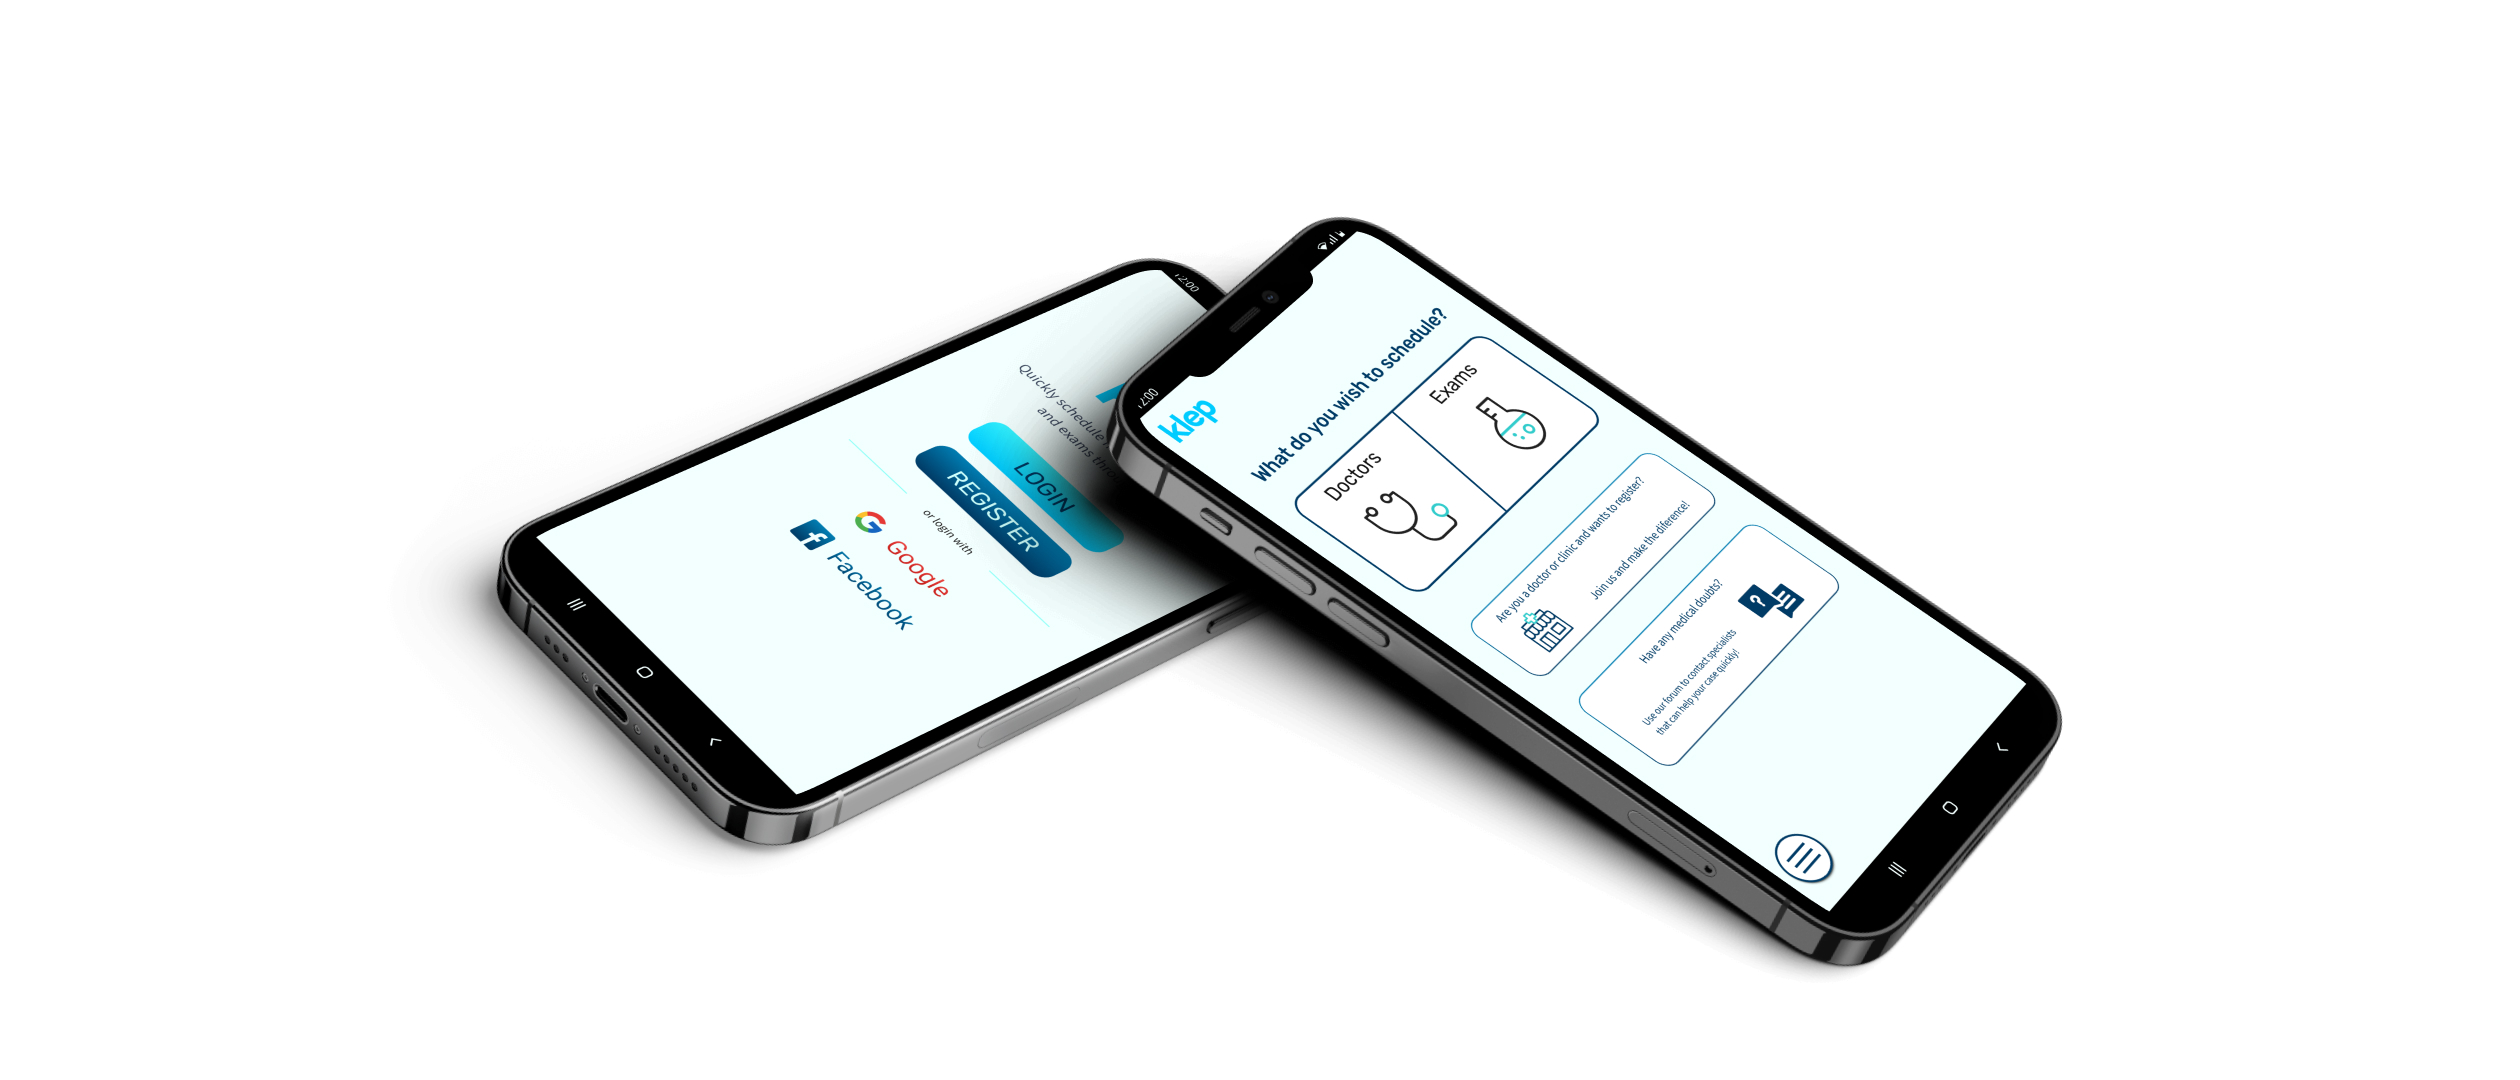 12:00
Quickly schedule
and exams
LOGIN
REGISTER
or login with
Google
Facebook
12:00
klep
What do you wish to schedule?
Doctors
Exams
Are you a doctor or clinic and wants to register?
Join us and make the diference!
Have any medical doubts?
Use our forum to contact specialists
that can help your case quickly!